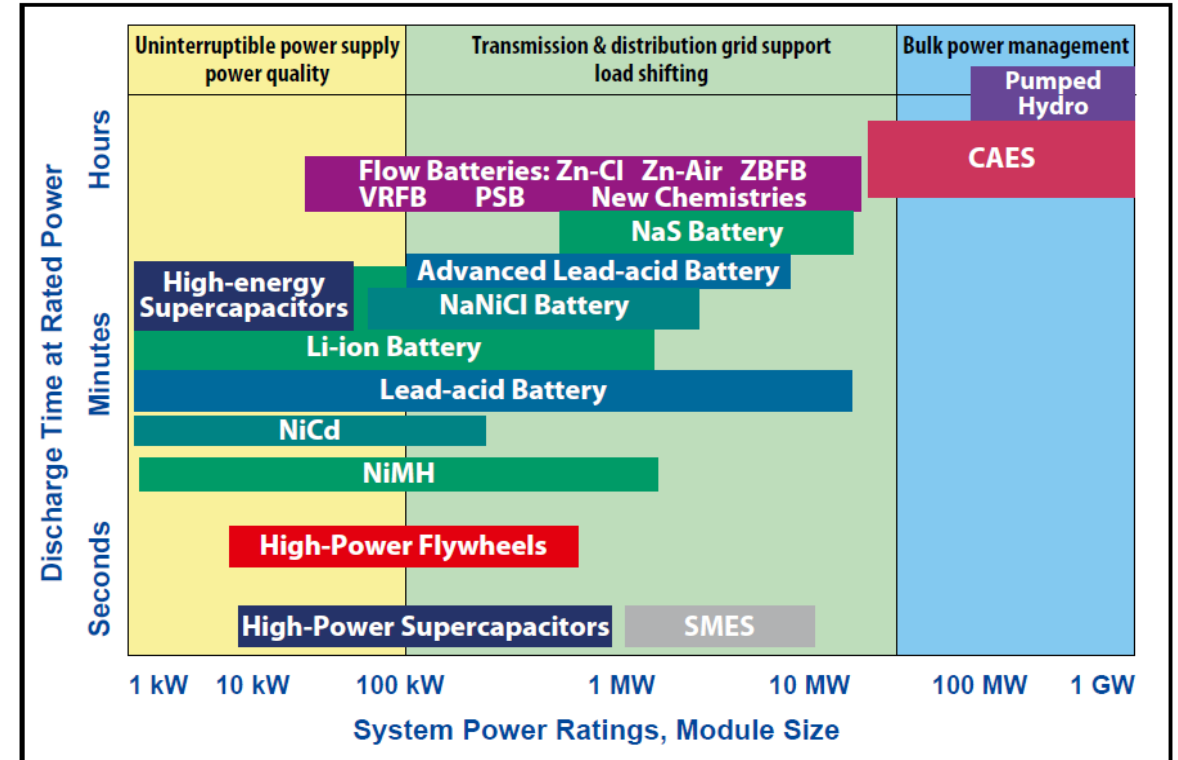 Uninterruptible power supply
power quality
Transmission & distribution grid support
load shifting
Bulk power management
Pumped
Hydro
CAES
Flow Batteries: Zn-Cl Zn-Air ZBFB
VRFB PSB New Chemistries
NaS Battery
Advanced Lead-acid Battery
High-energy
Supercapacitors
NaNiCl Battery
Li-ion Battery
Lead-acid Battery
NiCd
NiMH
High-Power Flywheels
High-Power Supercapacitors
SMES
Discharge Time at Rated Power
Hours
Minutes
Seconds
1 kW 10 kW 100 kW 1 MW 10 MW 100 MW 1 GW
System Power Ratings, Module Size